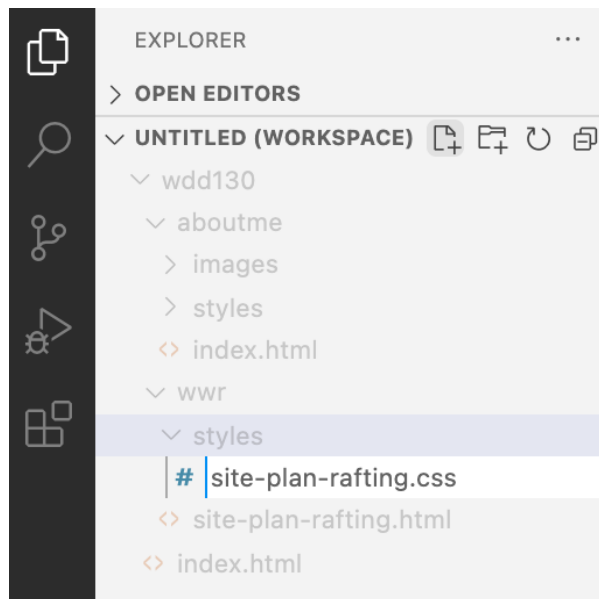 EXPLORER
OPEN EDITORS
UNTITLED (WORKSPACE)
wdd130
aboutme
images
styles
index.html
wwr
styles
# site-plan-rafting.css
site-plan-rafting.html
index.html